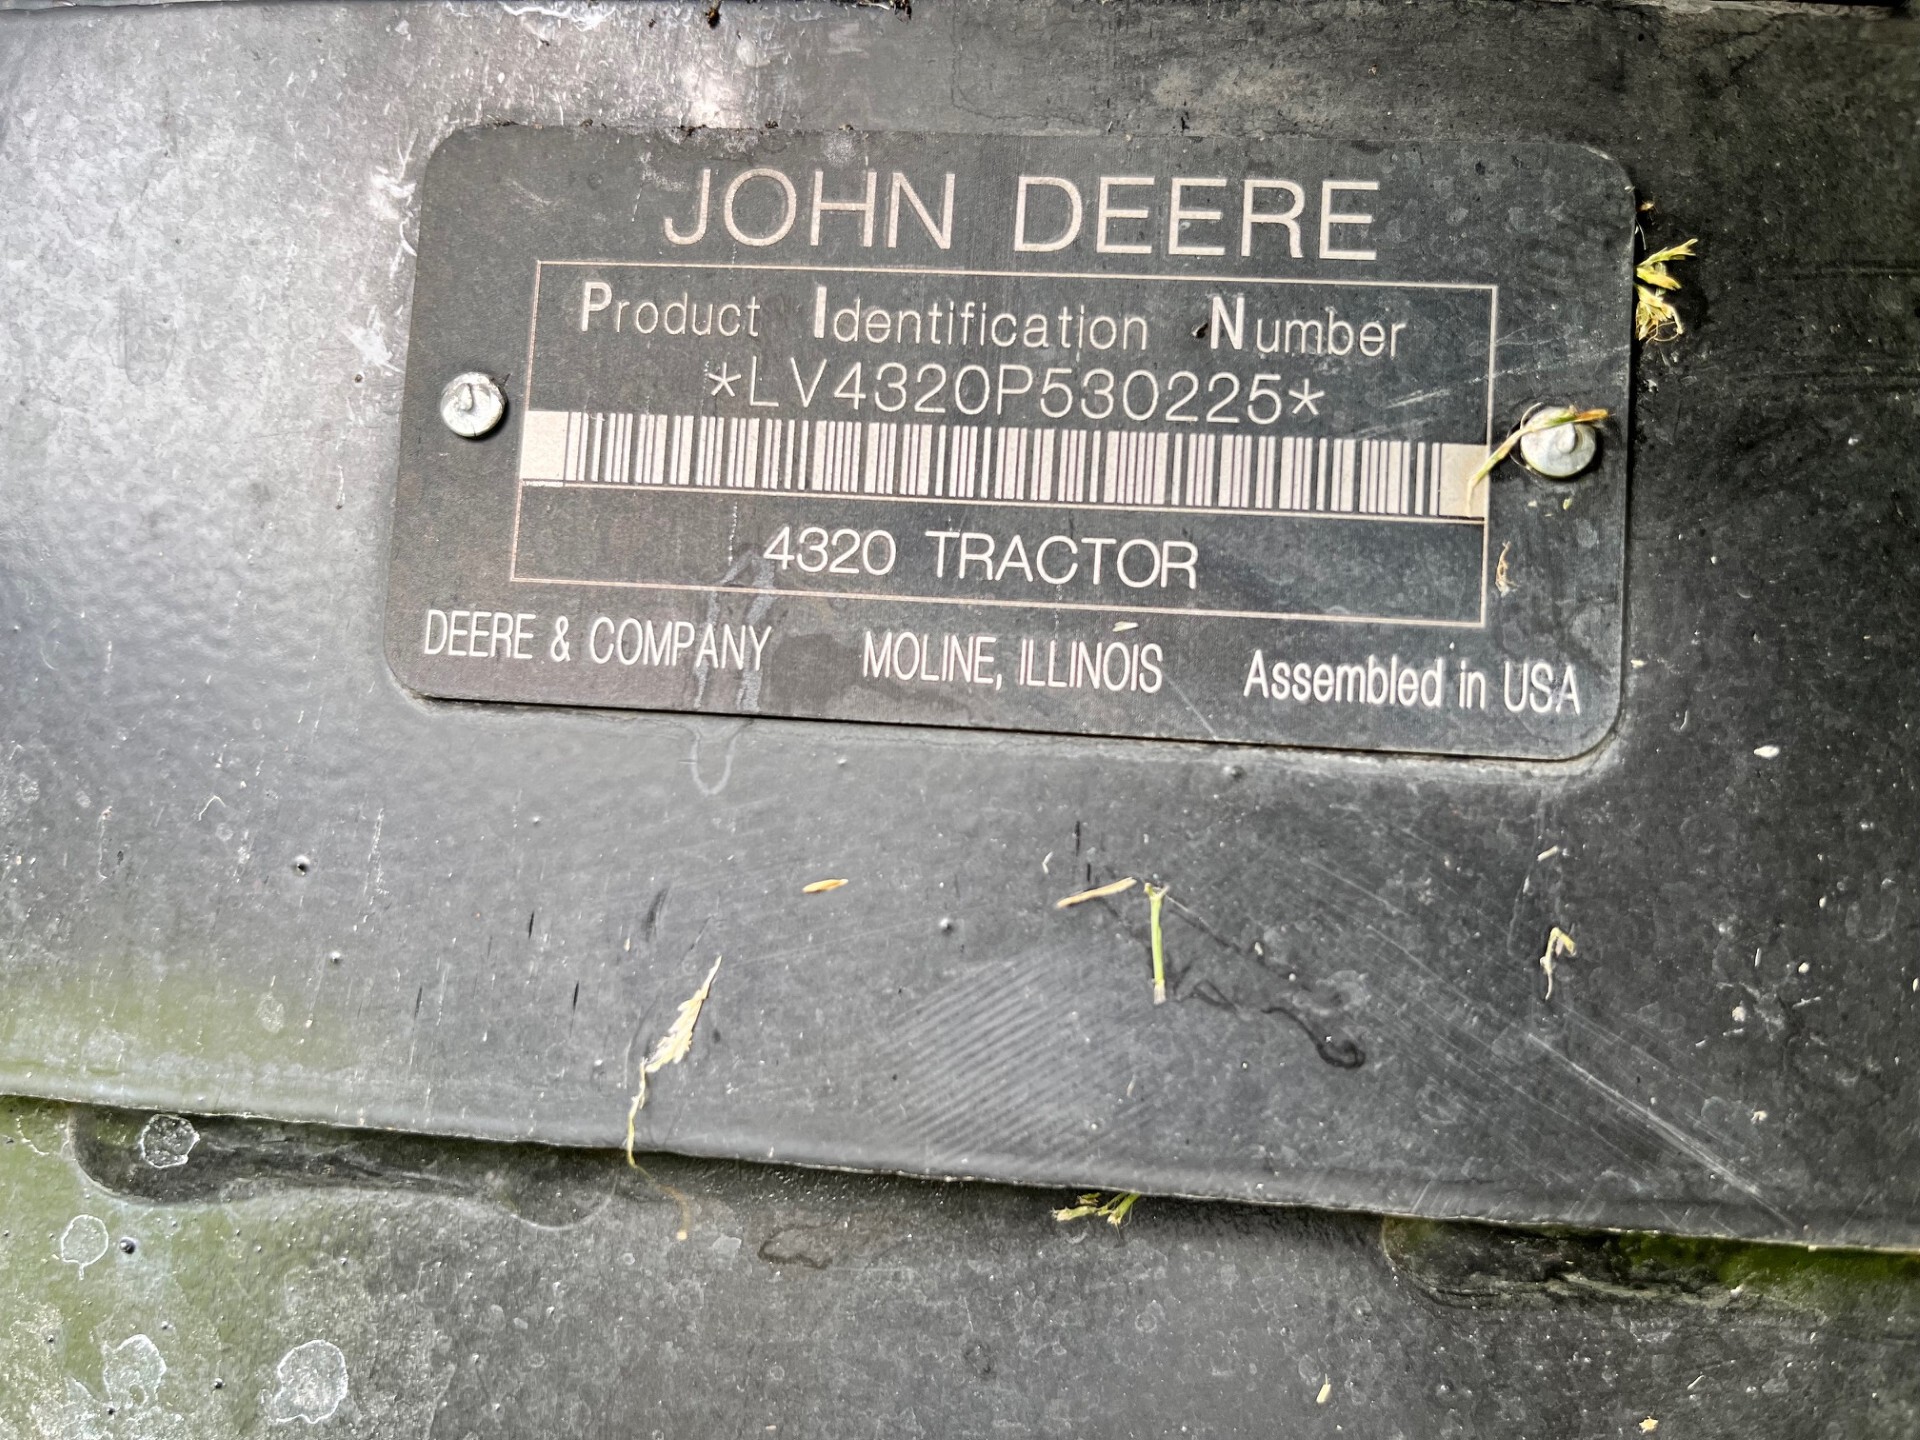 JOHN DEERE
Product Identification Number
*LV4320P530225*
4320 TRACTOR
DEERE & COMPANY MOLINE, ILLINOIS Assembled in USA